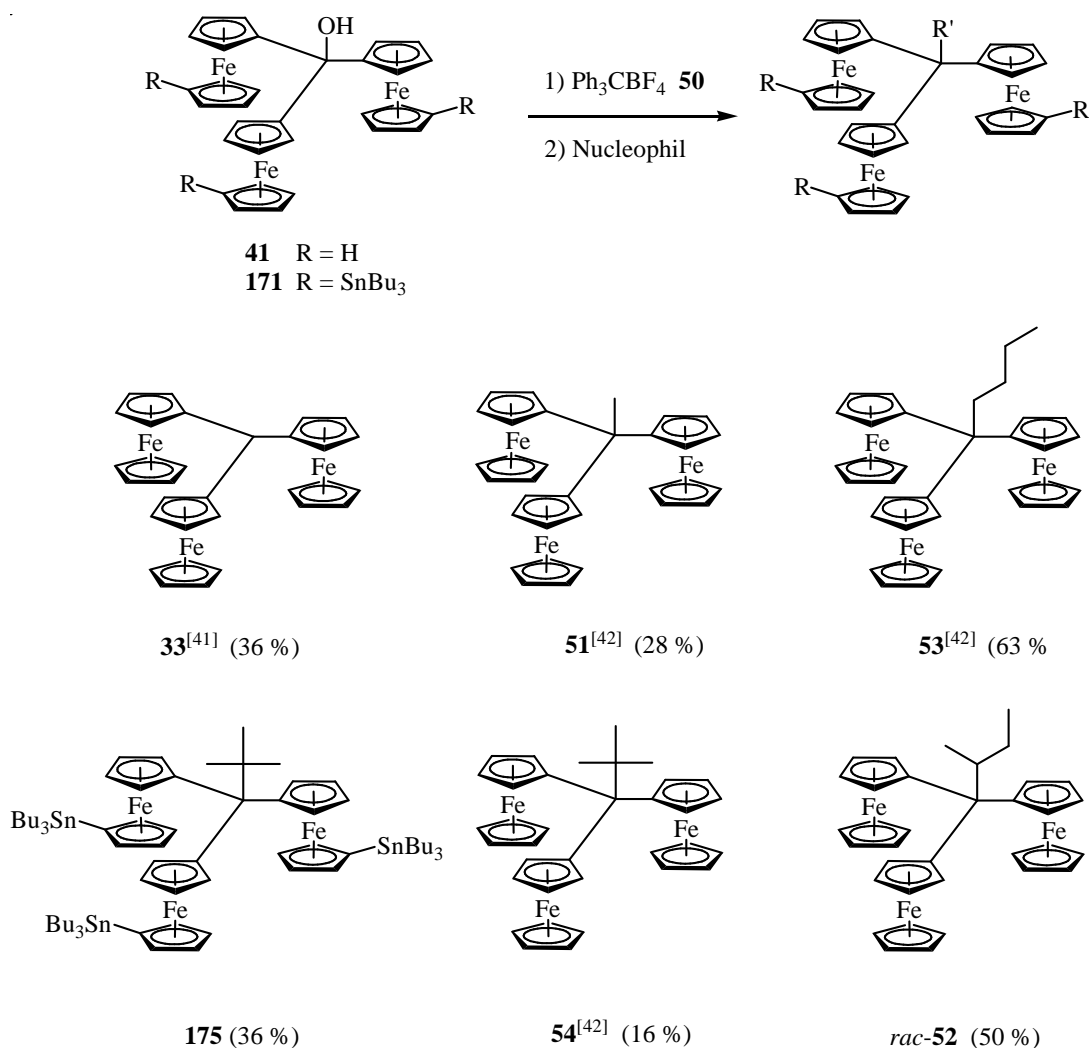 OH
R'
Fe
Fe
R
R
1) Ph3CBF4 50
Fe
Fe
R
R
2) Nucleophil
Fe
R
Fe
R
41 R = H
171 R = SnBu3
Fe
Fe
Fe
Fe
Fe
Fe
Fe
Fe
Fe
33[41] (36 %)
51[42] (28 %)
53[42] (63 %
Fe
Bu3Sn
Fe
SnBu3
Fe
Bu3Sn
Fe
Fe
Fe
Fe
Fe
Fe
175 (36 %)
54[42] (16 %)
rac-52 (50 %)